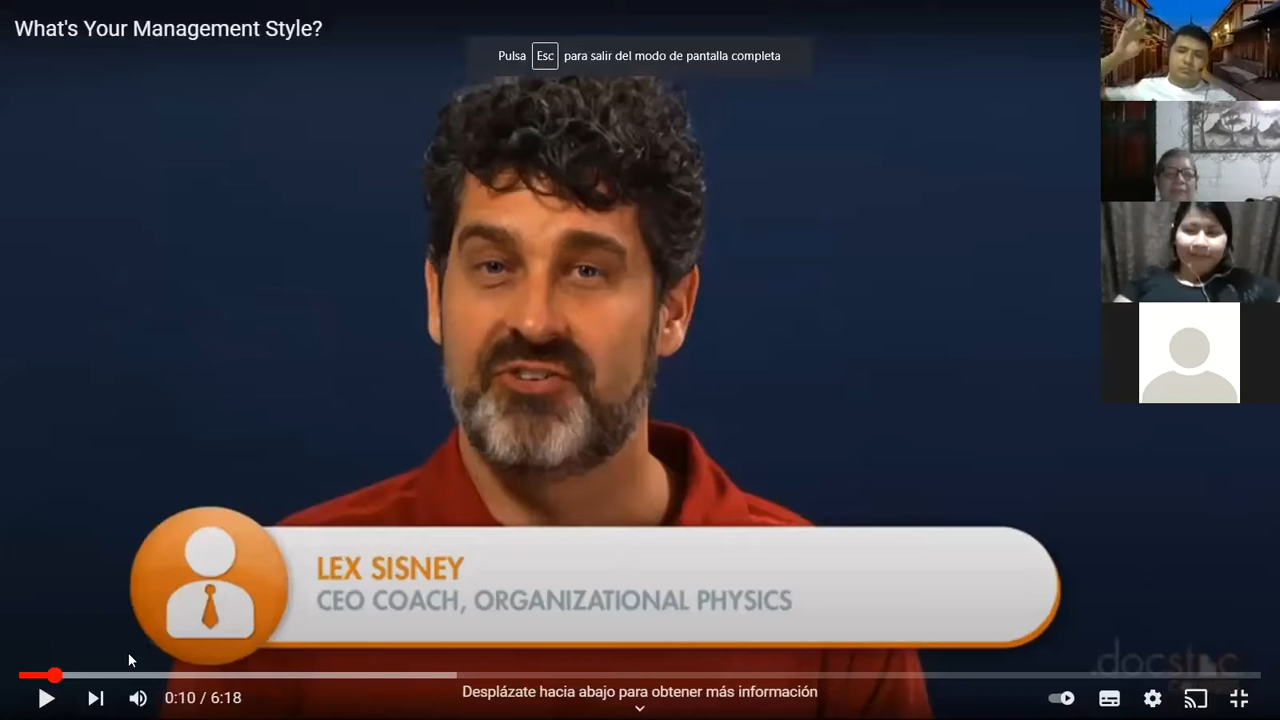 What's Your Management Style?
Pulsa Esc para salir del modo de pantalla completa
LEX SISNEY
CEO COACH, ORGANIZATIONAL PHYSICS
0:10 / 6:18
Desplázate hacia abajo para obtener más información